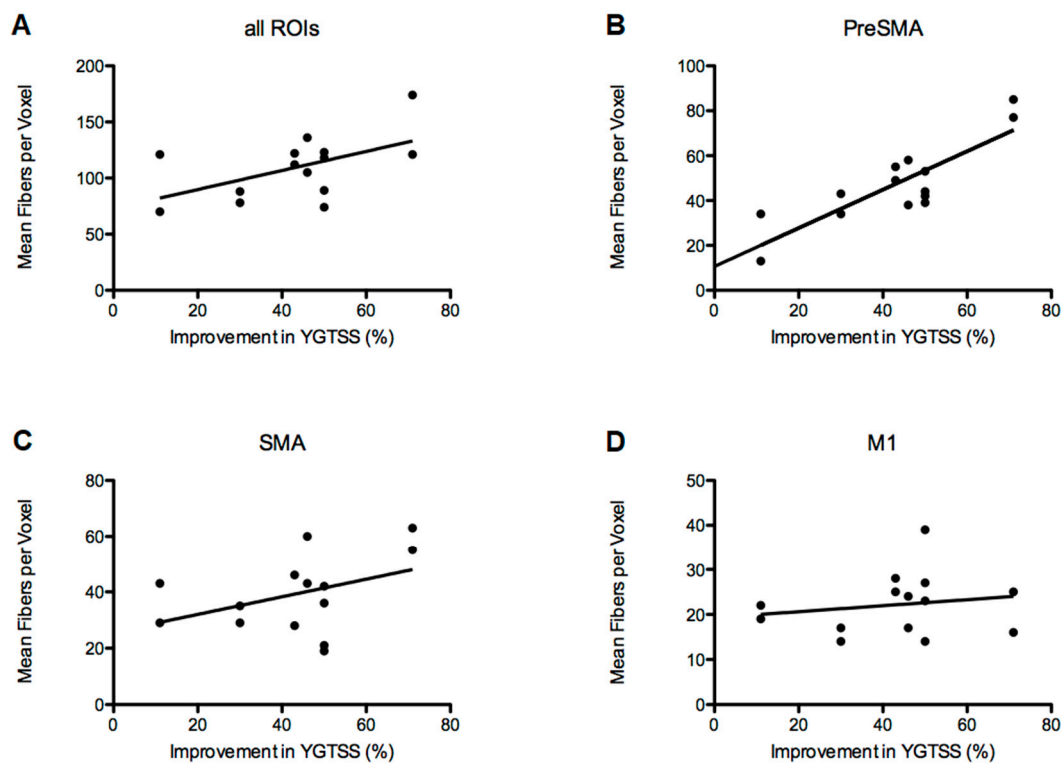 A
all ROIs
Mean Fibers per Voxel
200
150
100
50
0
0 20 40 60 80
Improvement in YGTSS (%)
B
PreSMA
Mean Fibers per Voxel
100
80
60
40
20
0
0 20 40 60 80
Improvement in YGTSS (%)
C
SMA
Mean Fibers per Voxel
80
60
40
20
0
0 20 40 60 80
Improvement in YGTSS (%)
D
M1
Mean Fibers per Voxel
50
40
30
20
10
0
0 20 40 60 80
Improvement in YGTSS (%)